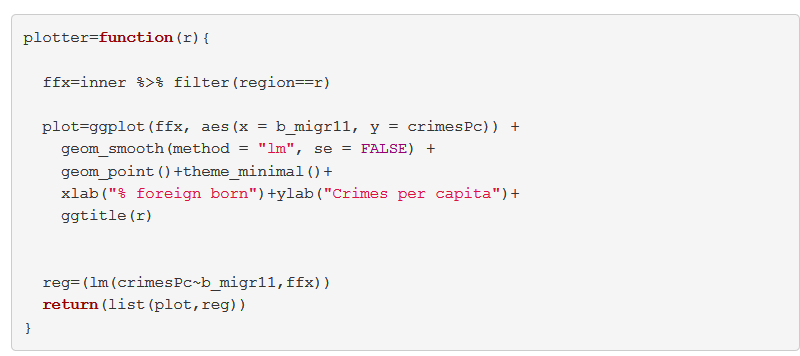 plotter=function(r){
ffx=inner %>% filter(region==r)
plot=ggplot(ffx, aes(x = b_migr11, y = crimesPc)) +
geom_smooth(method = "lm", se = FALSE) +
geom_point()+theme_minimal()+
xlab("% foreign born")+ylab("Crimes per capita")+
ggtitle(r)
reg=(lm(crimesPc~b_migr11,ffx))
return(list(plot,reg))
}